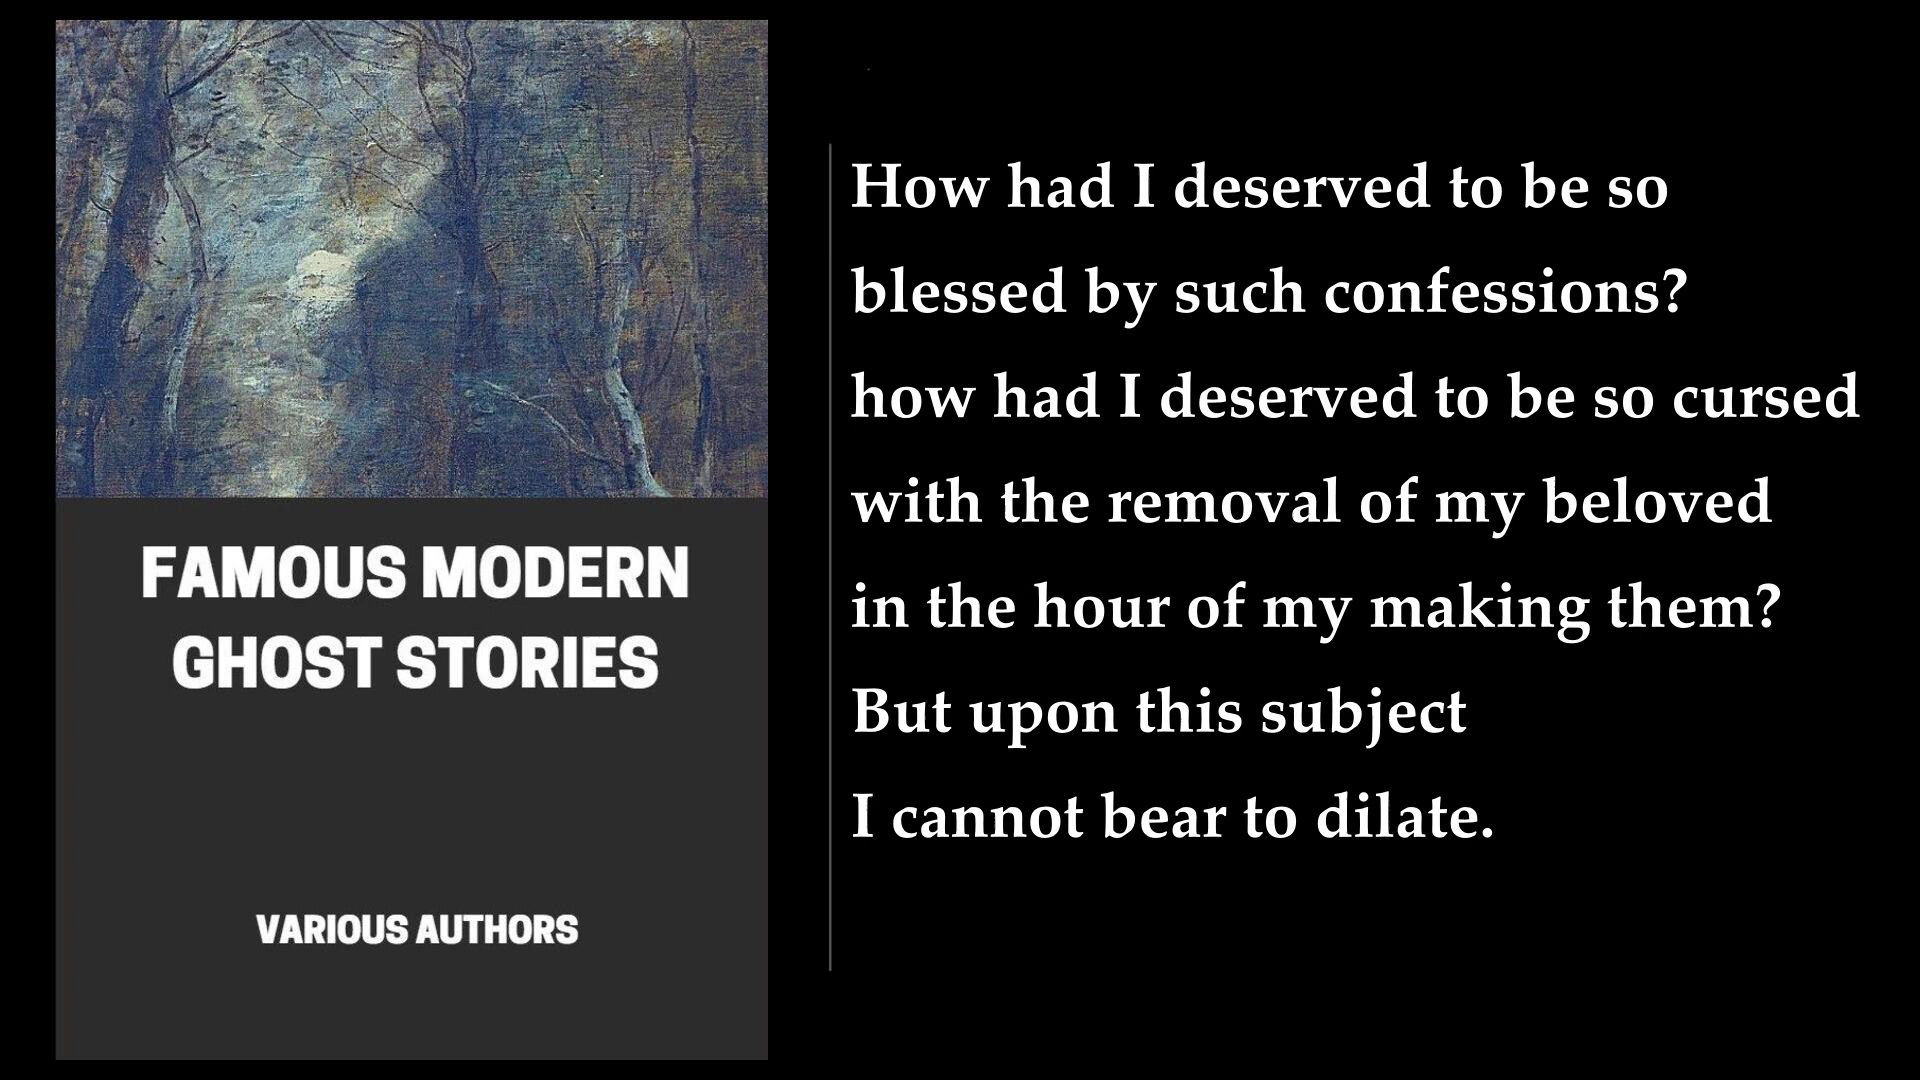 FAMOUS MODERN
GHOST STORIES
VARIOUS AUTHORS
How had I deserved to be so
blessed by such confessions?
how had I deserved to be so cursed
with the removal of my beloved
in the hour of my making them?
But upon this subject
I cannot bear to dilate.